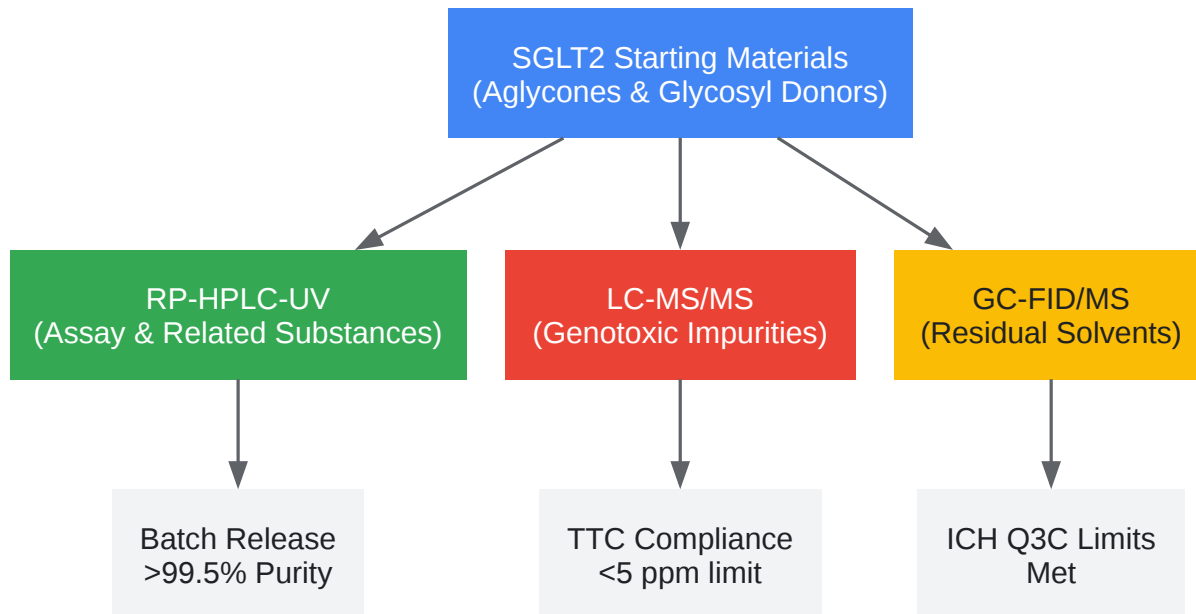 SGLT2 Starting Materials
(Aglycones & Glycosyl Donors)
RP-HPLC-UV
(Assay & Related Substances)
LC-MS/MS
(Genotoxic Impurities)
GC-FID/MS
(Residual Solvents)
Batch Release
>99.5% Purity
TTC Compliance
<5 ppm limit
ICH Q3C Limits
Met